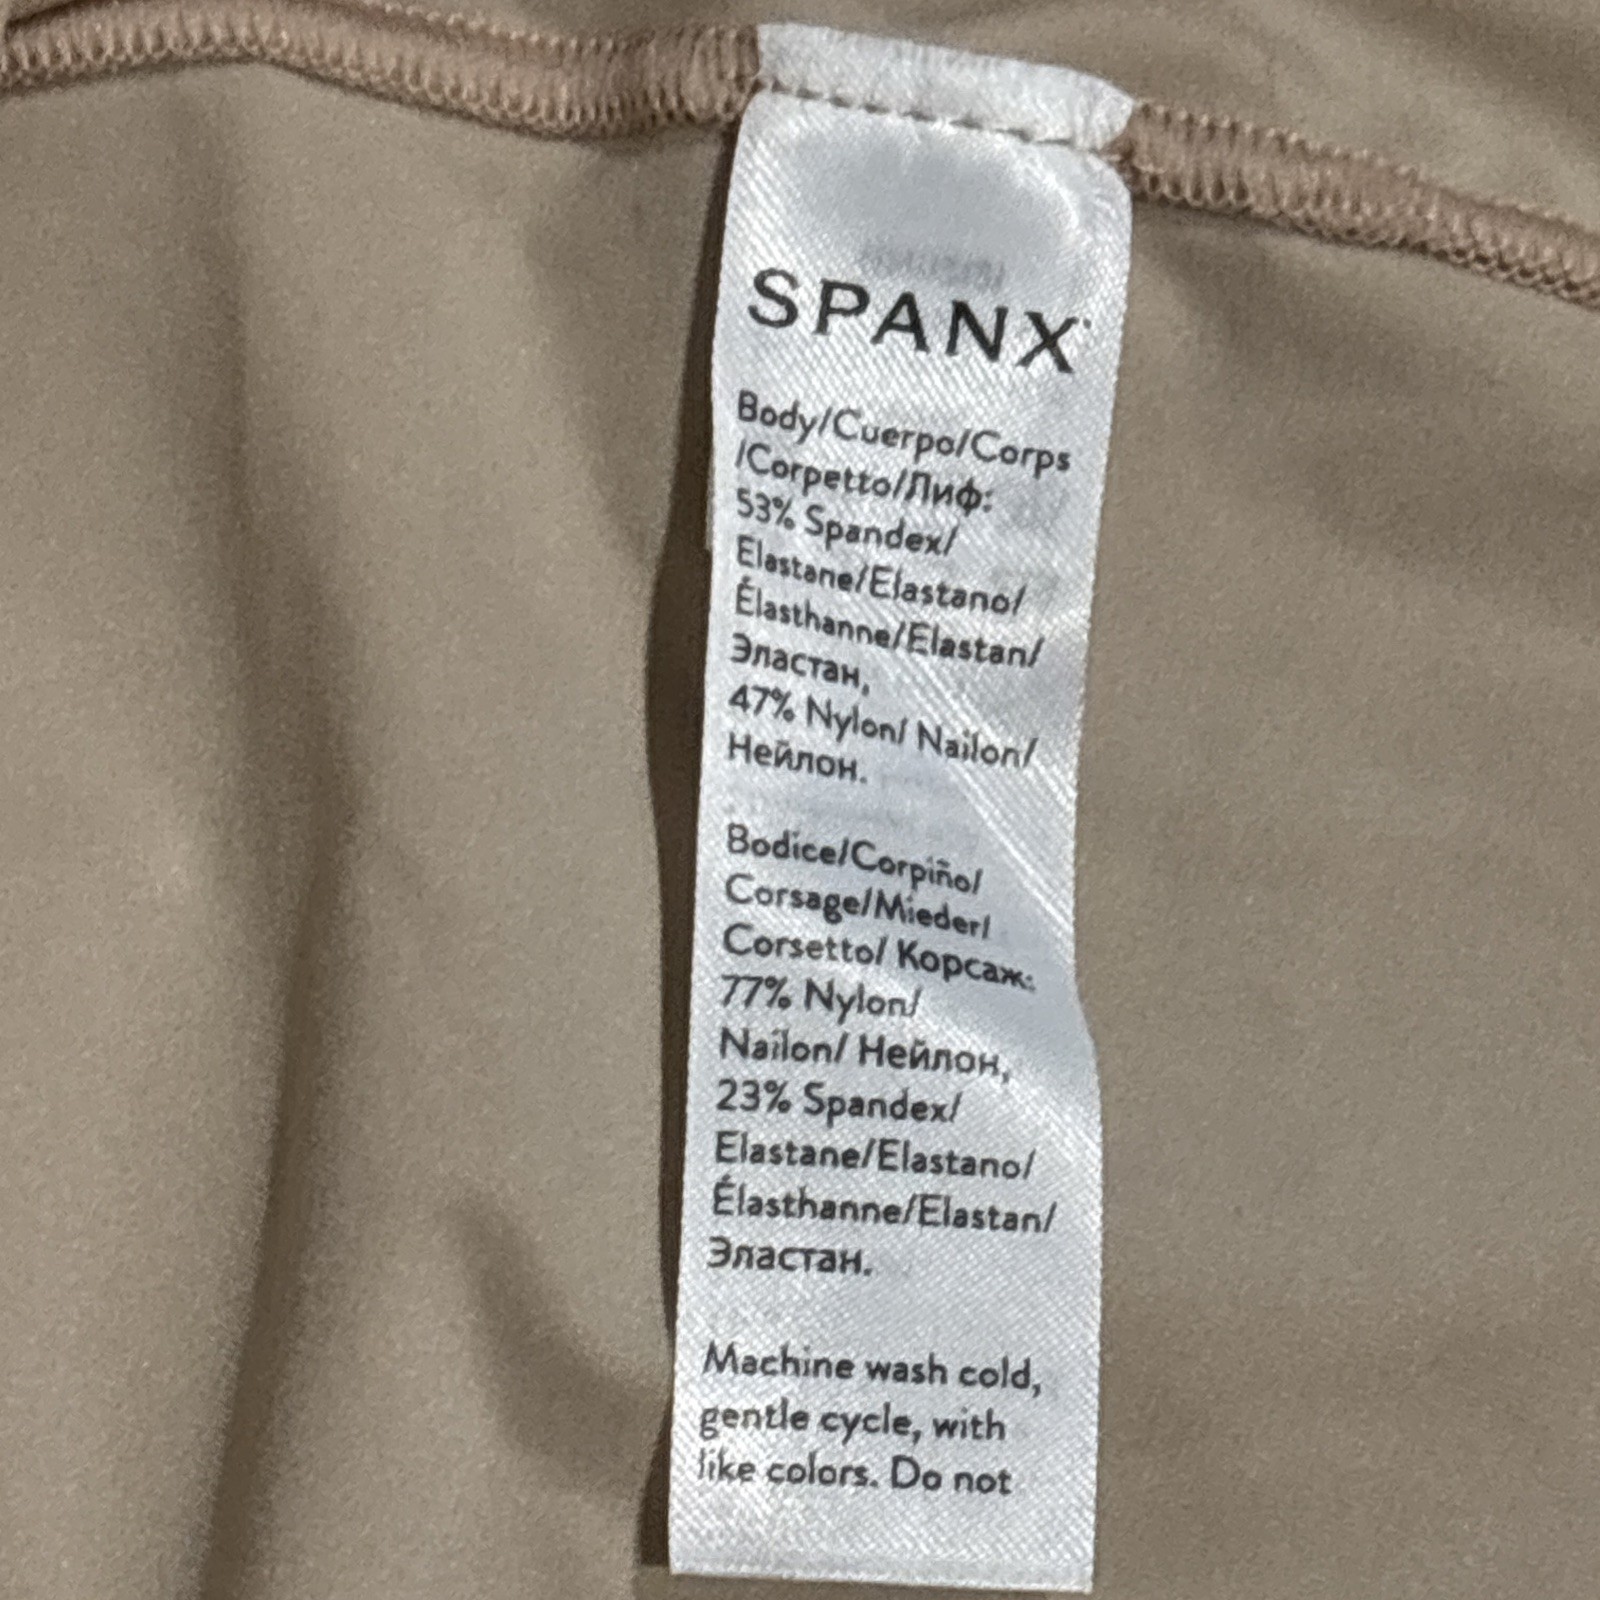 SPANX
Body/Cuerpo/Corps
/Corpetto/Лиф:
53% Spandex/
Elastane/Elastano/
Élasthanne/Elastan/
Эластан,
47% Nylon/ Nailon/
Нейлон.
Bodice/Corpiño/
Corsage/Mieder/
Corsetto/ Корсаж:
77% Nylon/
Nailon/ Нейлон,
23% Spandex/
Elastane/Elastano/
Élasthanne/Elastan/
Эластан.
Machine wash cold,
gentle cycle, with
like colors. Do not